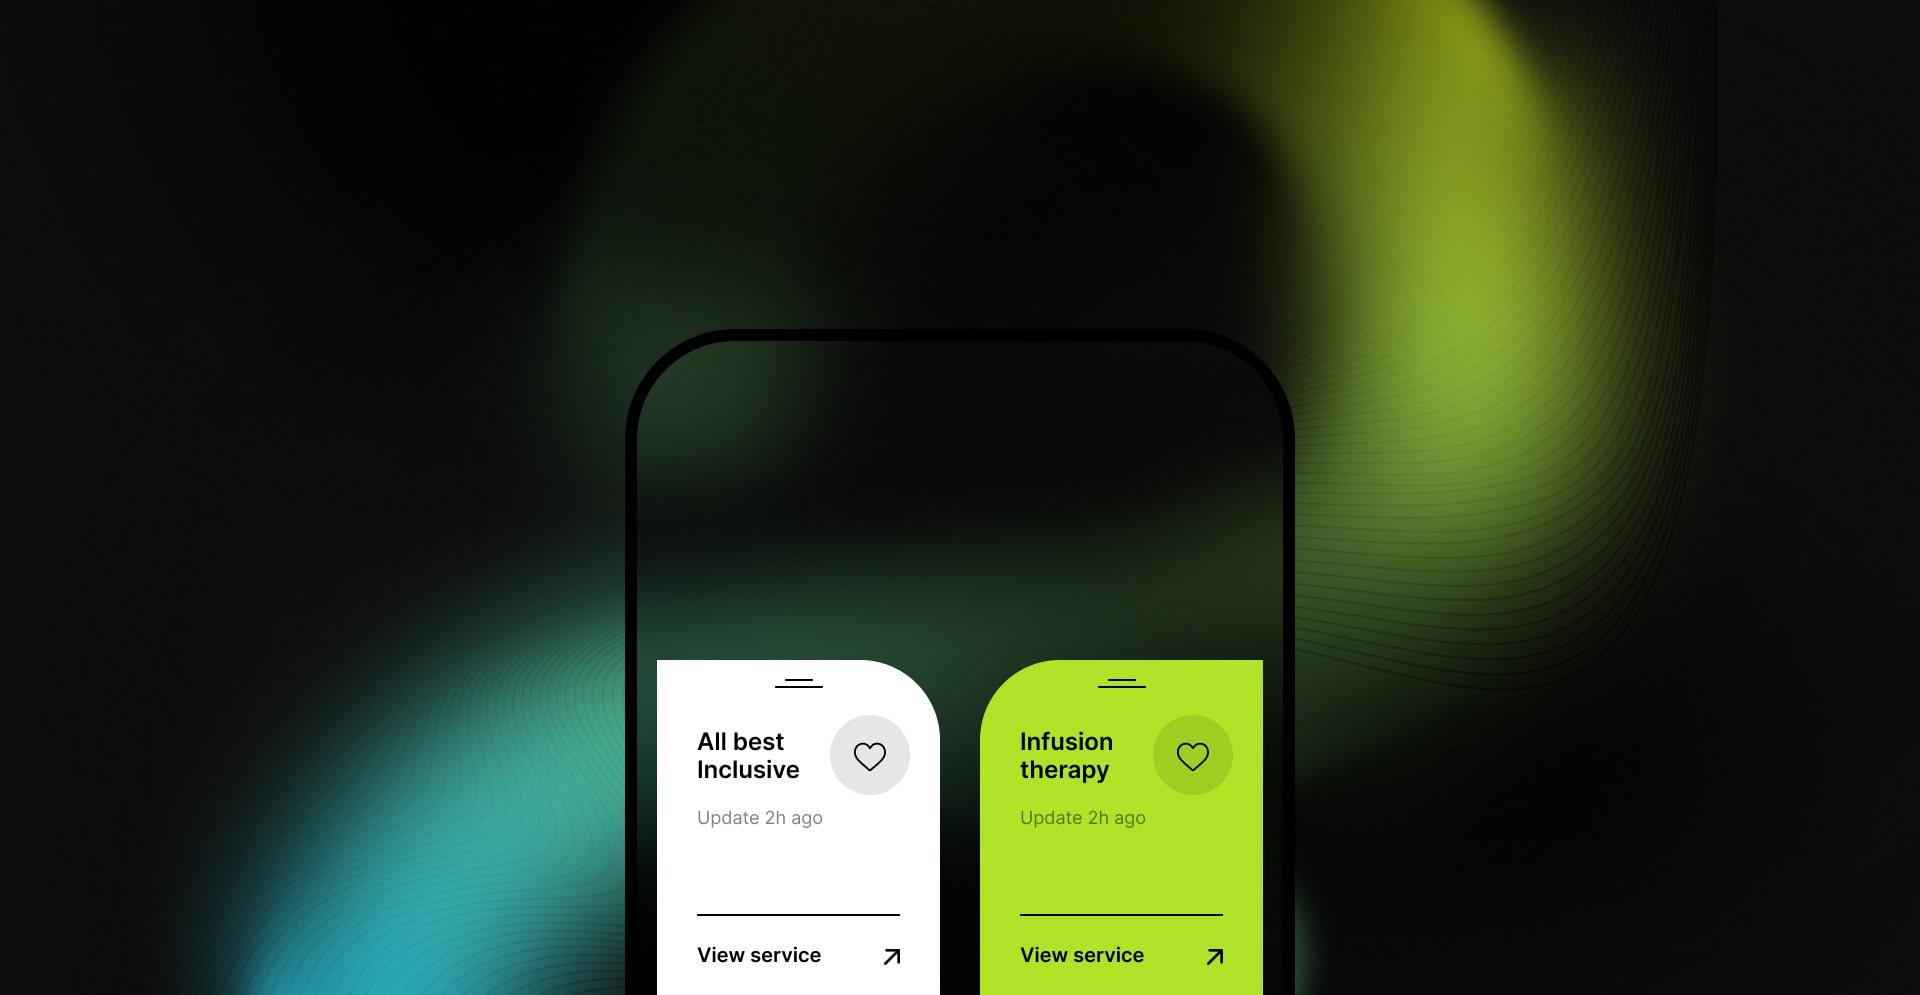 All best
Inclusive
Update 2h ago
View service
Infusion
therapy
Update 2h ago
View service